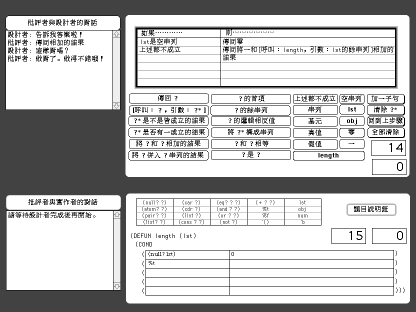 批評者與設計者的對話
設計者: 告訴我答案啦!
批評者: 傳回相加的結果
設計者: 這樣嗎?
批評者: 做對了。做得不錯啦!
如果………… 則…………
lst是空串列 傳回零
上述都不成立 傳回將一和[呼叫: length, 引數: lst的餘串列]相加的結果
傳回 ? ? 的首項 上述都不成立 空串列 加一子句
[呼叫: ?, 引數: ?*] ? 的餘串列 串列 lst 清除 ?*
?* 是不是皆成立的結果 ? 的邏輯相反值 基元 obj 回到上步驟
?* 是否有一成立的結果 將 ?* 構成串列 真值 零 全部清除
將 ? 和 ? 相加的結果 ? 和 ? 相等 假值 一 14
將 ? 併入 ? 串列的結果 ? 是 ? length 0
批評者與實作者的對話
請等待設計者完成後再開始。
(null? ?) (car ?) (eq? ? ?) (+ ? ?) lst
(atom? ?) (cdr ?) (and ? ?) %t obj
(pair? ?) (list ?) (or ? ?) %f num
(list? ?) (cons ? ?) (not ?) '() b
題目說明鈕
15 0
(DEFUN length (lst)
(COND
( (null? lst) 0 )
( %t )
( )
( )
( )))